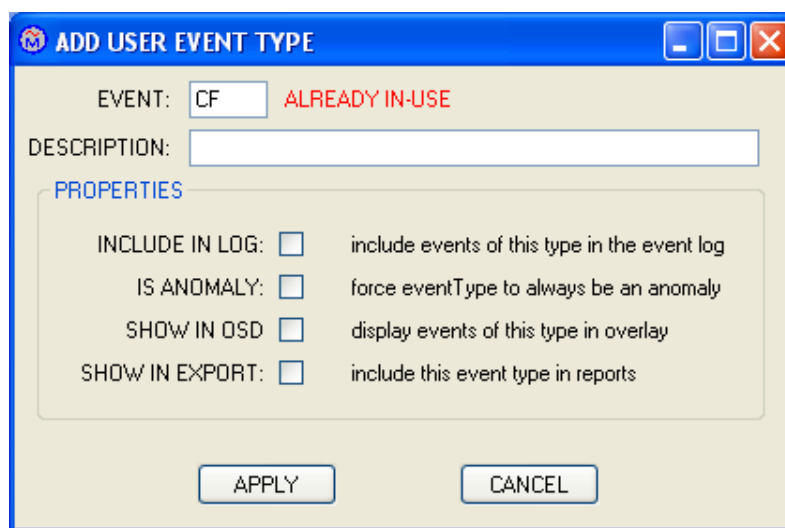 ADD USER EVENT TYPE
EVENT: CF ALREADY IN-USE
DESCRIPTION:
PROPERTIES
INCLUDE IN LOG: include events of this type in the event log
IS ANOMALY: force eventType to always be an anomaly
SHOW IN OSD display events of this type in overlay
SHOW IN EXPORT: include this event type in reports
APPLY CANCEL